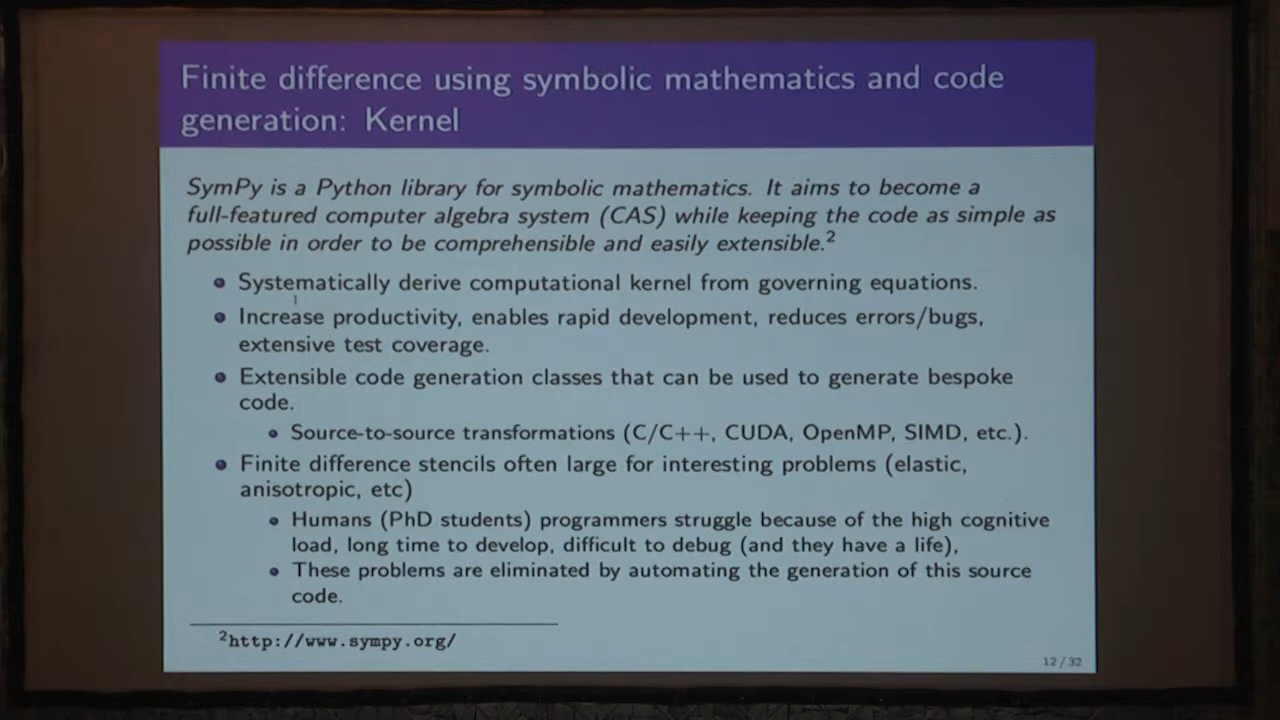 Finite difference using symbolic mathematics and code
generation: Kernel
SymPy is a Python library for symbolic mathematics. It aims to become a
full-featured computer algebra system (CAS) while keeping the code as simple as
possible in order to be comprehensible and easily extensible.²
Systematically derive computational kernel from governing equations.
Increase productivity, enables rapid development, reduces errors/bugs,
extensive test coverage.
Extensible code generation classes that can be used to generate bespoke
code.
Source-to-source transformations (C/C++, CUDA, OpenMP, SIMD, etc.).
Finite difference stencils often large for interesting problems (elastic,
anisotropic, etc)
Humans (PhD students) programmers struggle because of the high cognitive
load, long time to develop, difficult to debug (and they have a life),
These problems are eliminated by automating the generation of this source
code.
²http://www.sympy.org/
12 / 32